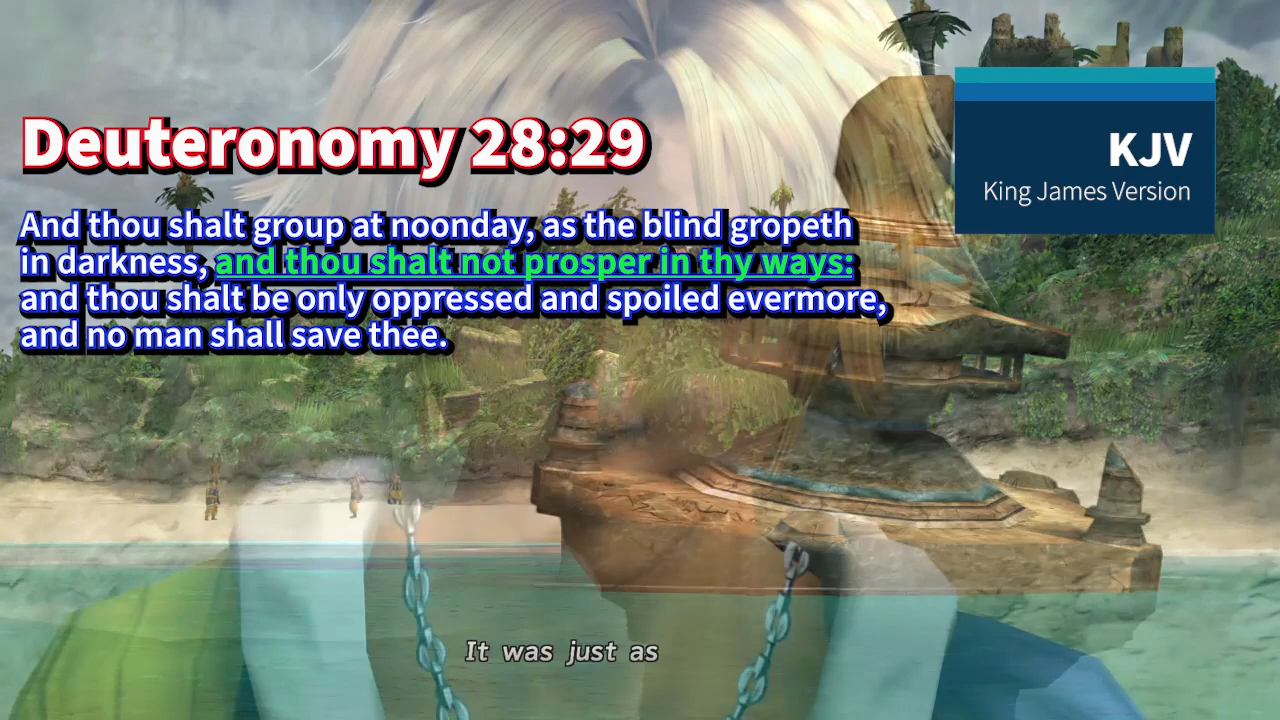 Deuteronomy 28:29
KJV
King James Version
And thou shalt group at noonday, as the blind gropeth
in darkness, and thou shalt not prosper in thy ways:
and thou shalt be only oppressed and spoiled evermore,
and no man shall save thee.
It was just as